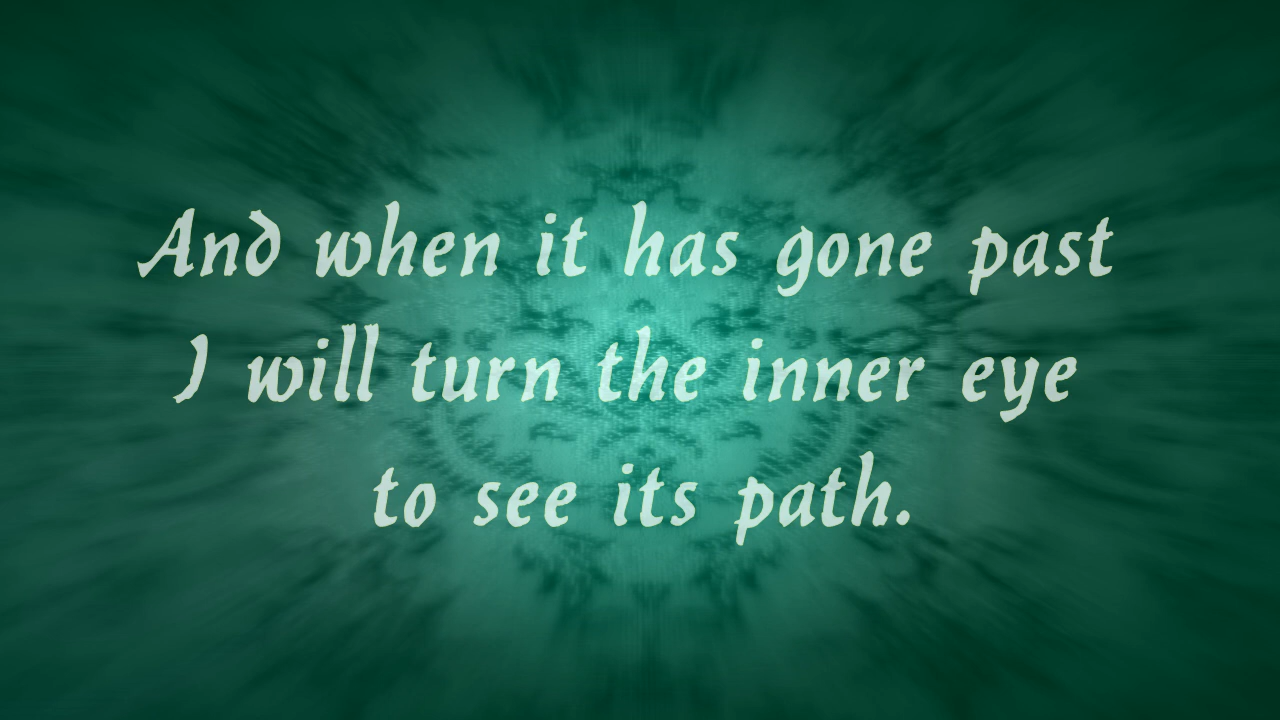 And when it has gone past
I will turn the inner eye
to see its path.